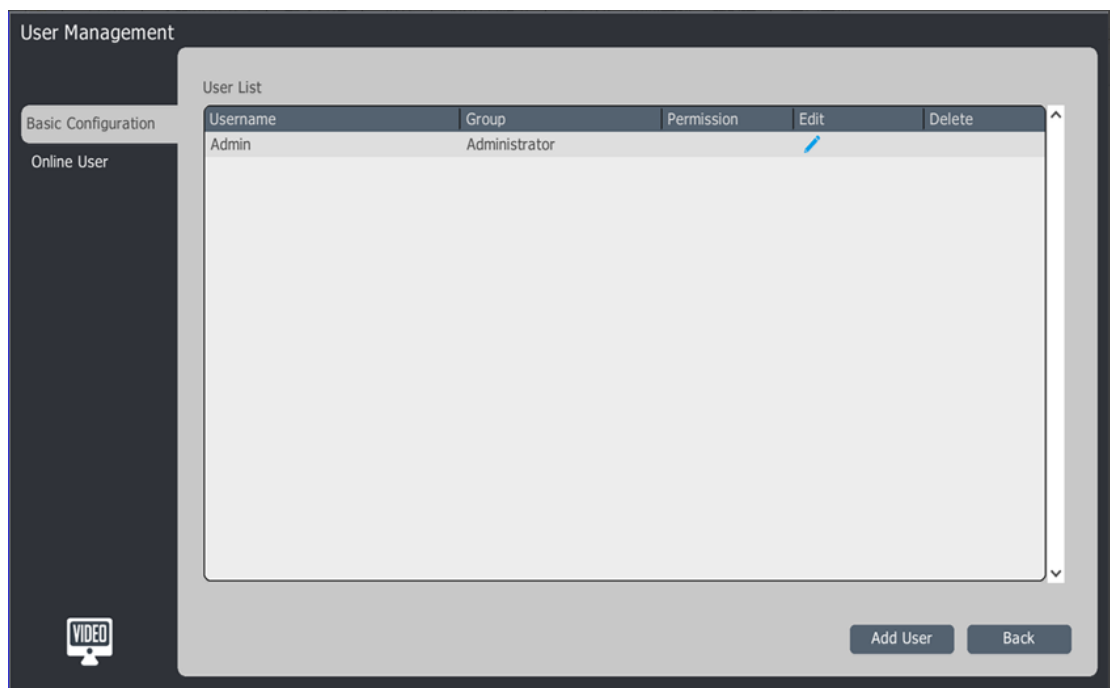 User Management
User List
Basic Configuration
Online User
Username Group Permission Edit Delete
Admin Administrator
VIDEO
Add User Back